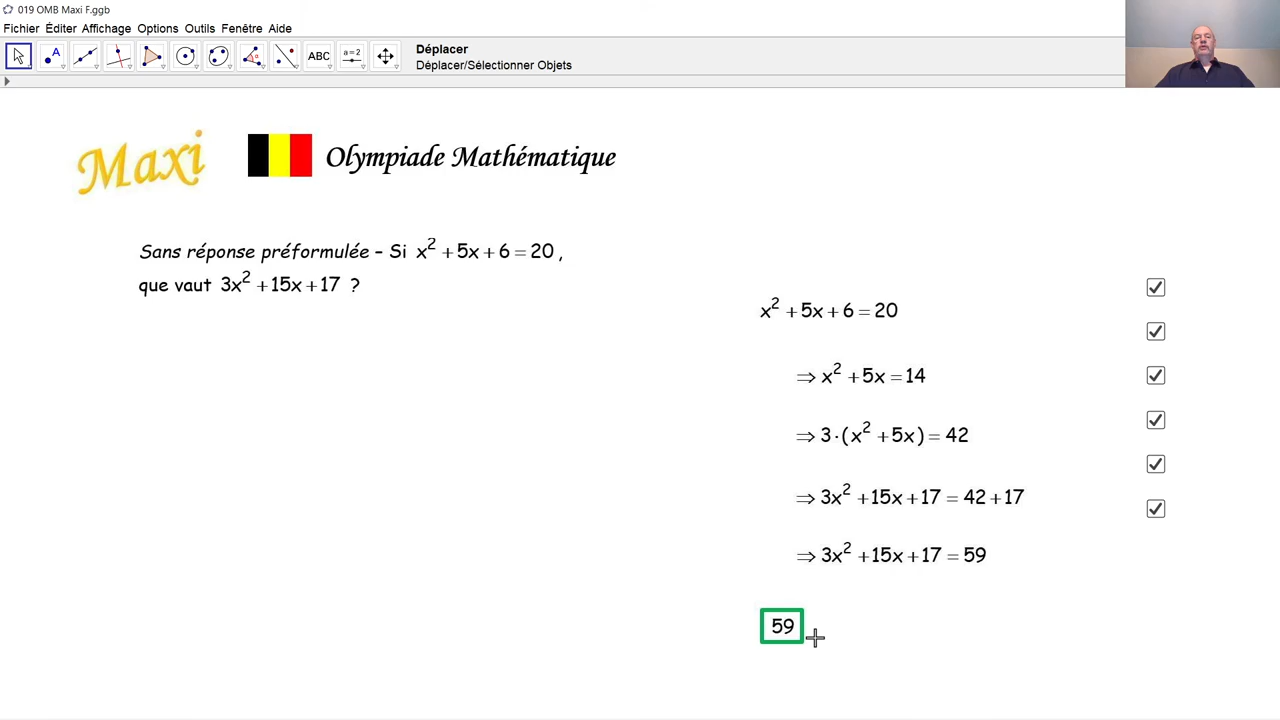 019 OMB Maxi F.ggb
Fichier Éditer Affichage Options Outils Fenêtre Aide
A ABC a=2 Déplacer
Déplacer/Sélectionner Objets
Maxi Olympiade Mathématique
Sans réponse préformulée – Si x² + 5x + 6 = 20 ,
que vaut 3x² + 15x + 17 ?
x² + 5x + 6 = 20
⇒ x² + 5x = 14
⇒ 3 · (x² + 5x) = 42
⇒ 3x² + 15x + 17 = 42 + 17
⇒ 3x² + 15x + 17 = 59
59